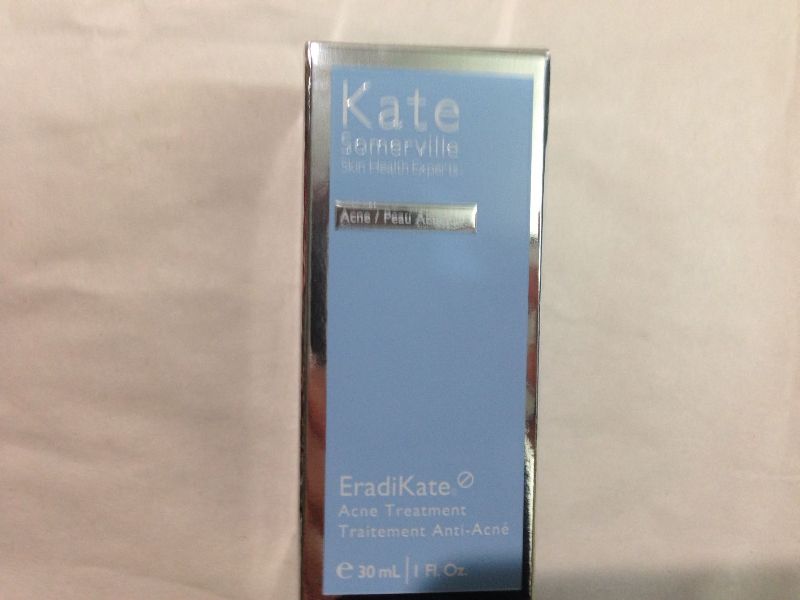 Kate
Somerville
Skin Health Experts
Acne / Peau
EradiKate
Acne Treatment
Traitement Anti-Acné
e 30 mL | 1 Fl. Oz.